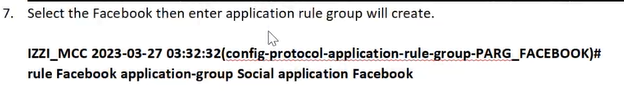 7. Select the Facebook then enter application rule group will create.
IZZI_MCC 2023-03-27 03:32:32(config-protocol-application-rule-group-PARG_FACEBOOK)#
rule Facebook application-group Social application Facebook